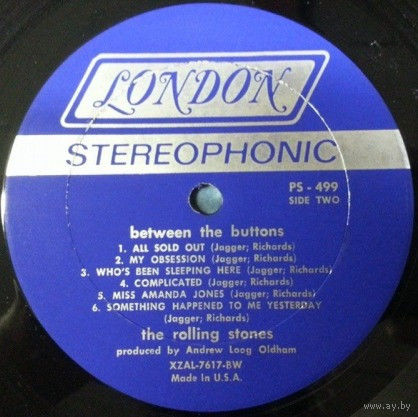 LONDON
STEREOPHONIC
PS - 499
SIDE TWO
between the buttons
1. ALL SOLD OUT (Jagger; Richards)
2. MY OBSESSION (Jagger; Richards)
3. WHO'S BEEN SLEEPING HERE (Jagger; Richards)
4. COMPLICATED (Jagger; Richards)
5. MISS AMANDA JONES (Jagger; Richards)
6. SOMETHING HAPPENED TO ME YESTERDAY
(Jagger; Richards)
the rolling stones
produced by Andrew Loog Oldham
XZAL-7617-BW
Made in U.S.A.
www.ay.by